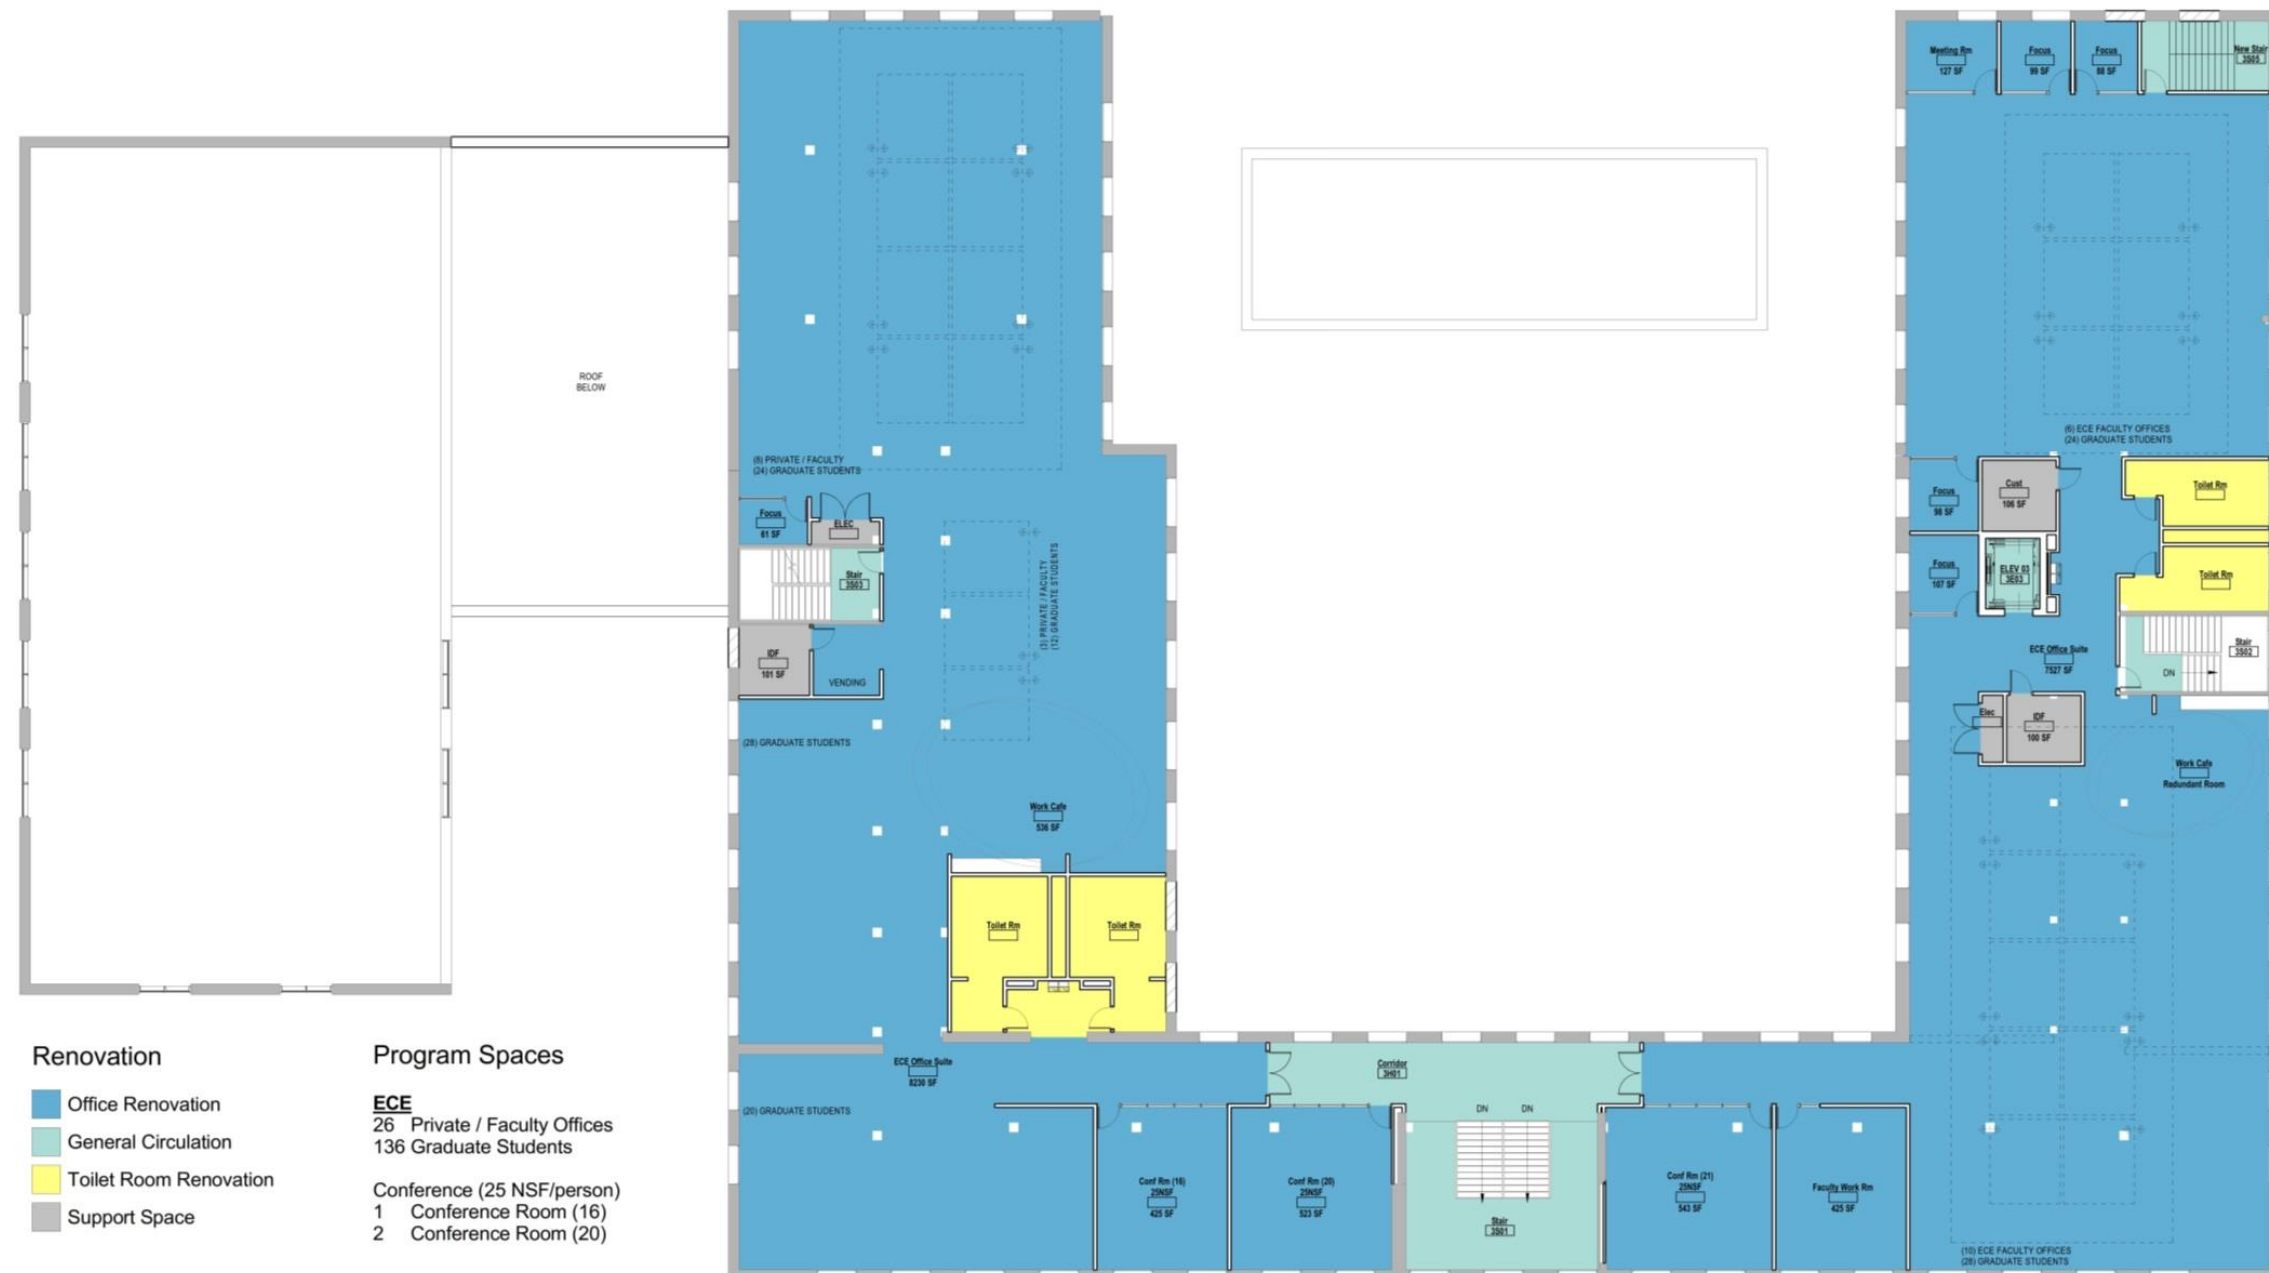 Meeting Rm
127 SF
Focus
99 SF
Focus
88 SF
New Stair
3S05
ROOF
BELOW
(8) PRIVATE / FACULTY
(24) GRADUATE STUDENTS
(6) ECE FACULTY OFFICES
(24) GRADUATE STUDENTS
Focus
61 SF
ELEC
Stair
3S03
(3) PRIVATE / FACULTY
(12) GRADUATE STUDENTS
IDF
101 SF
VENDING
(28) GRADUATE STUDENTS
Work Cafe
536 SF
Toilet Rm
Toilet Rm
Focus
98 SF
Cust
106 SF
Toilet Rm
Focus
107 SF
ELEV 03
3E03
Toilet Rm
ECE Office Suite
7527 SF
Stair
3S02
DN
Elec
IDF
100 SF
Work Cafe
Redundant Room
ECE Office Suite
8230 SF
Corridor
3H01
(20) GRADUATE STUDENTS
DN
DN
Conf Rm (16)
25NSF
425 SF
Conf Rm (20)
25NSF
523 SF
Stair
3S01
Conf Rm (21)
25NSF
543 SF
Faculty Work Rm
425 SF
(10) ECE FACULTY OFFICES
(28) GRADUATE STUDENTS
Renovation
Office Renovation
General Circulation
Toilet Room Renovation
Support Space
Program Spaces
ECE
26 Private / Faculty Offices
136 Graduate Students
Conference (25 NSF/person)
1 Conference Room (16)
2 Conference Room (20)